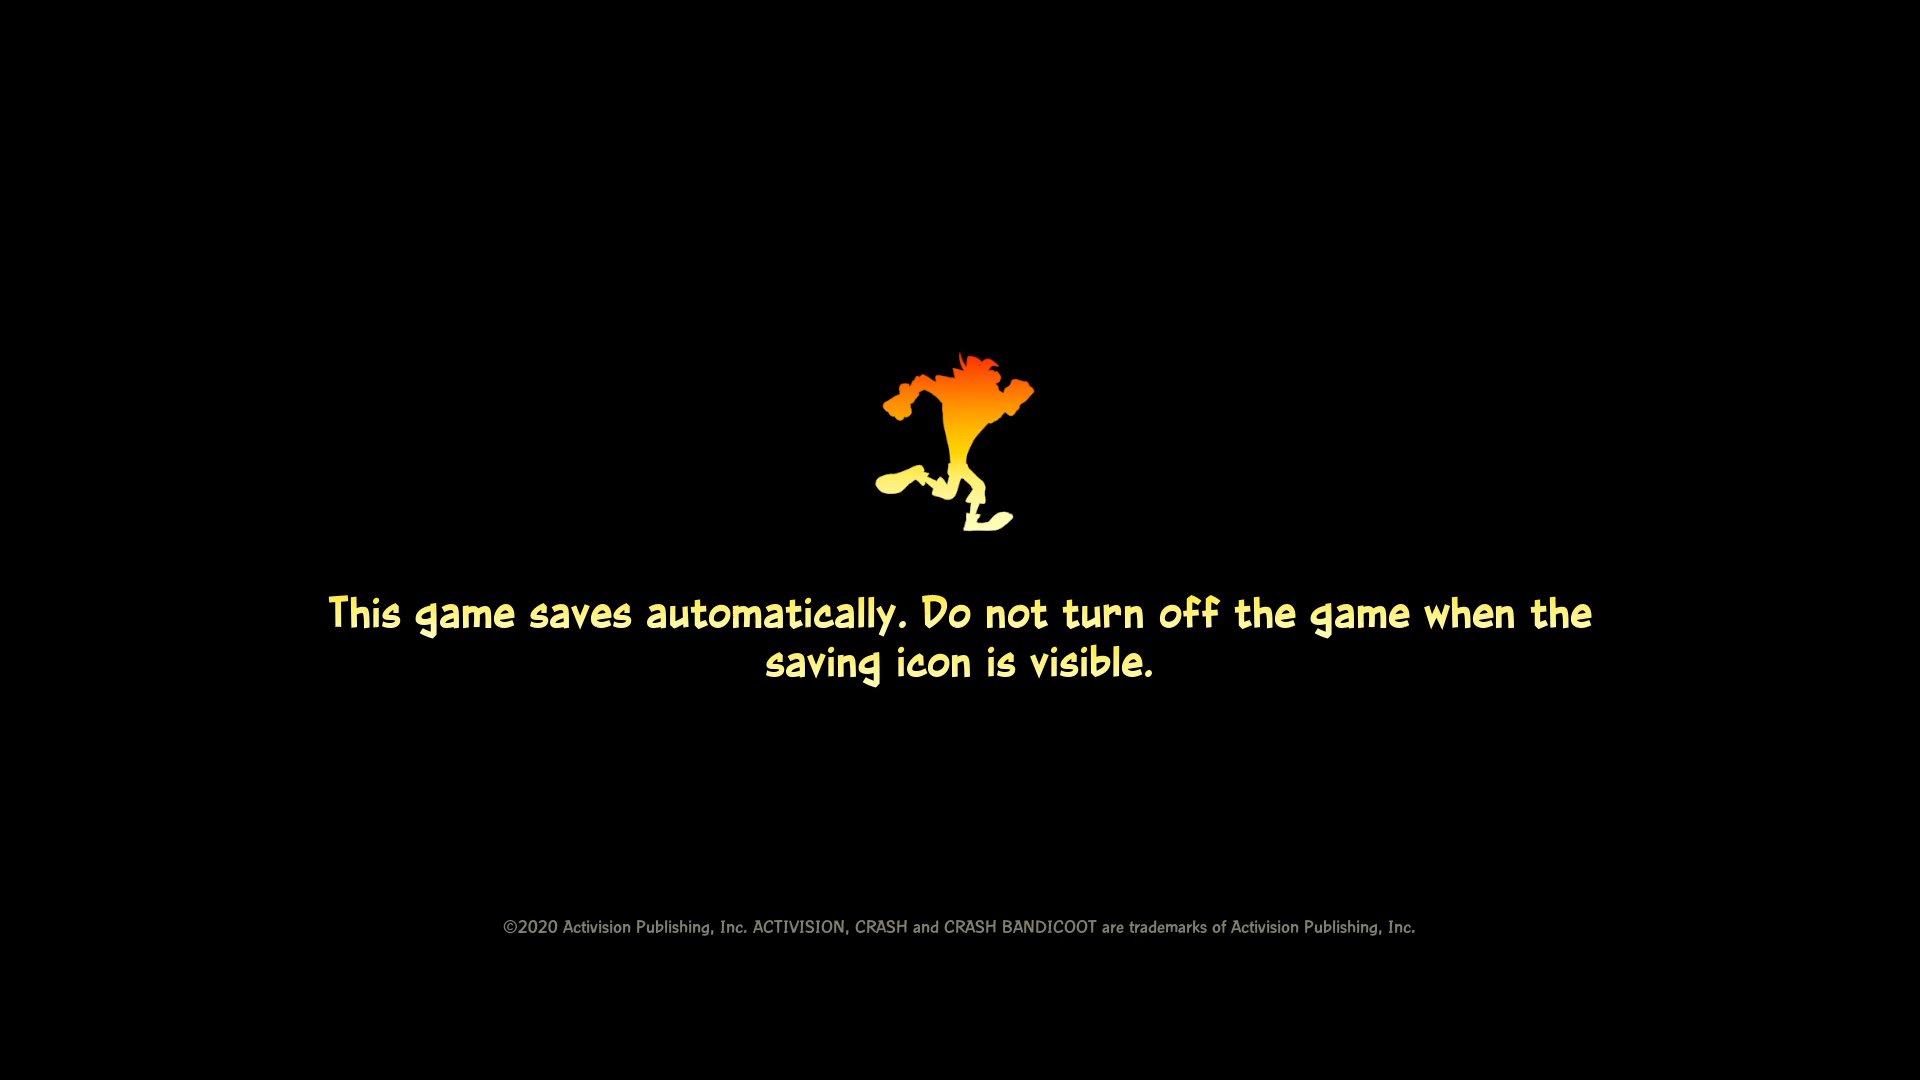 This game saves automatically. Do not turn off the game when the
saving icon is visible.
©2020 Activision Publishing, Inc. ACTIVISION, CRASH and CRASH BANDICOOT are trademarks of Activision Publishing, Inc.